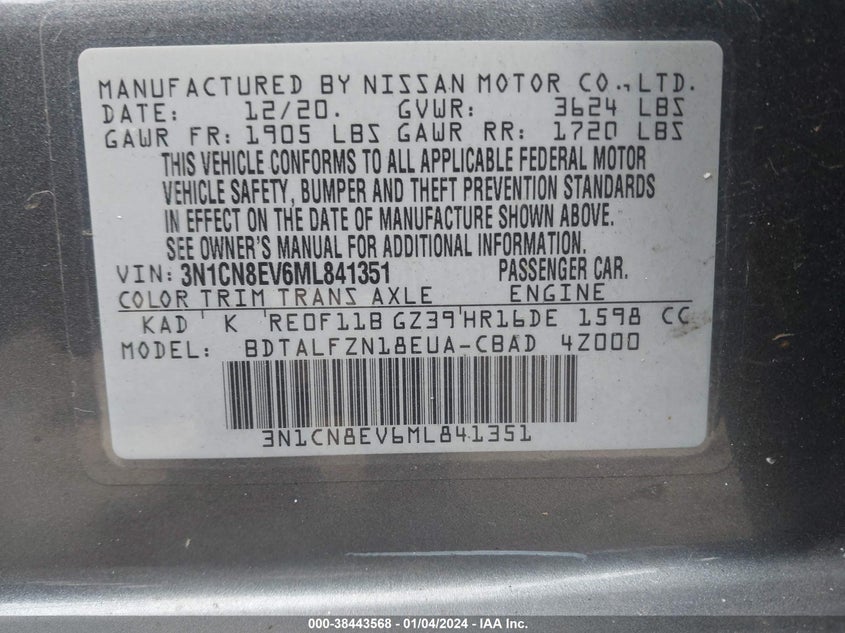 MANUFACTURED BY NISSAN MOTOR CO.,LTD.
DATE: 12/20. GVWR: 3624 LBS
GAWR FR: 1905 LBS GAWR RR: 1720 LBS
THIS VEHICLE CONFORMS TO ALL APPLICABLE FEDERAL MOTOR
VEHICLE SAFETY, BUMPER AND THEFT PREVENTION STANDARDS
IN EFFECT ON THE DATE OF MANUFACTURE SHOWN ABOVE.
SEE OWNER'S MANUAL FOR ADDITIONAL INFORMATION.
VIN: 3N1CN8EV6ML841351 PASSENGER CAR.
COLOR TRIM TRANS AXLE ENGINE
KAD K RE0F11B GZ39 HR16DE 1598 CC
MODEL: BDTALFZN18EUA-CBAD 4Z000
3N1CN8EV6ML841351
000-38443568 - 01/04/2024 - IAA Inc.